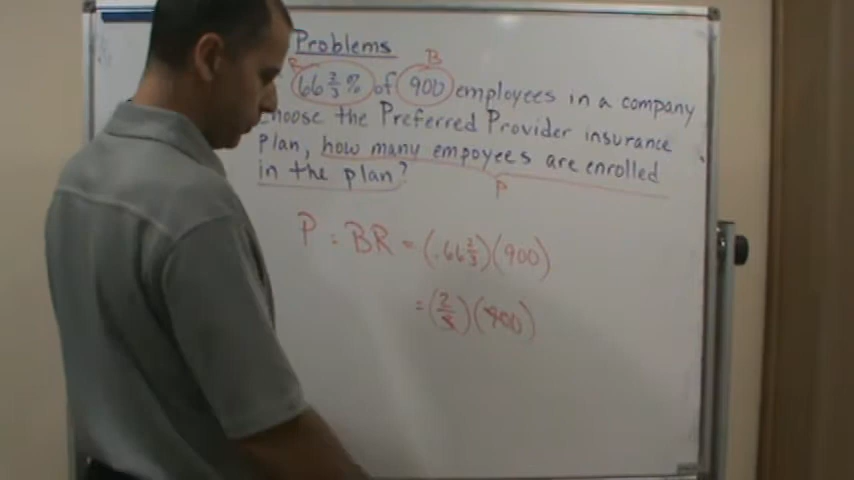 Problems
R B
66 2/3 % of 900 employees in a company
choose the Preferred Provider insurance
plan, how many empoyees are enrolled
in the plan?
P
P = BR = (.66 2/3)(900)
= (2/3)(900)